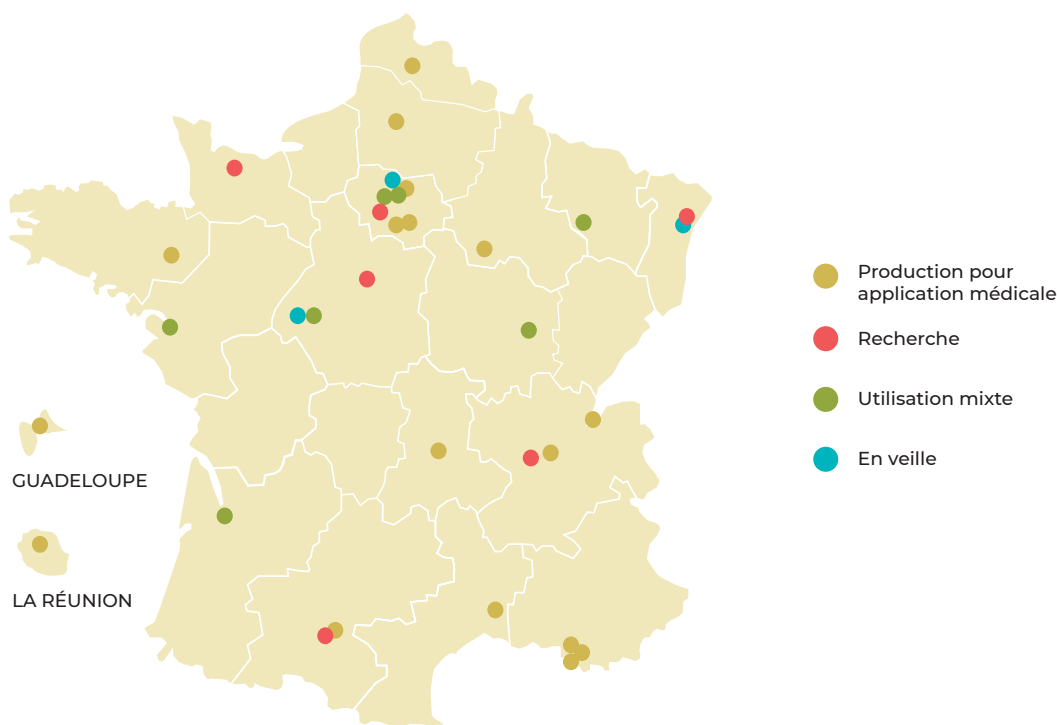 GUADELOUPE
LA RÉUNION
Production pour
application médicale
Recherche
Utilisation mixte
En veille